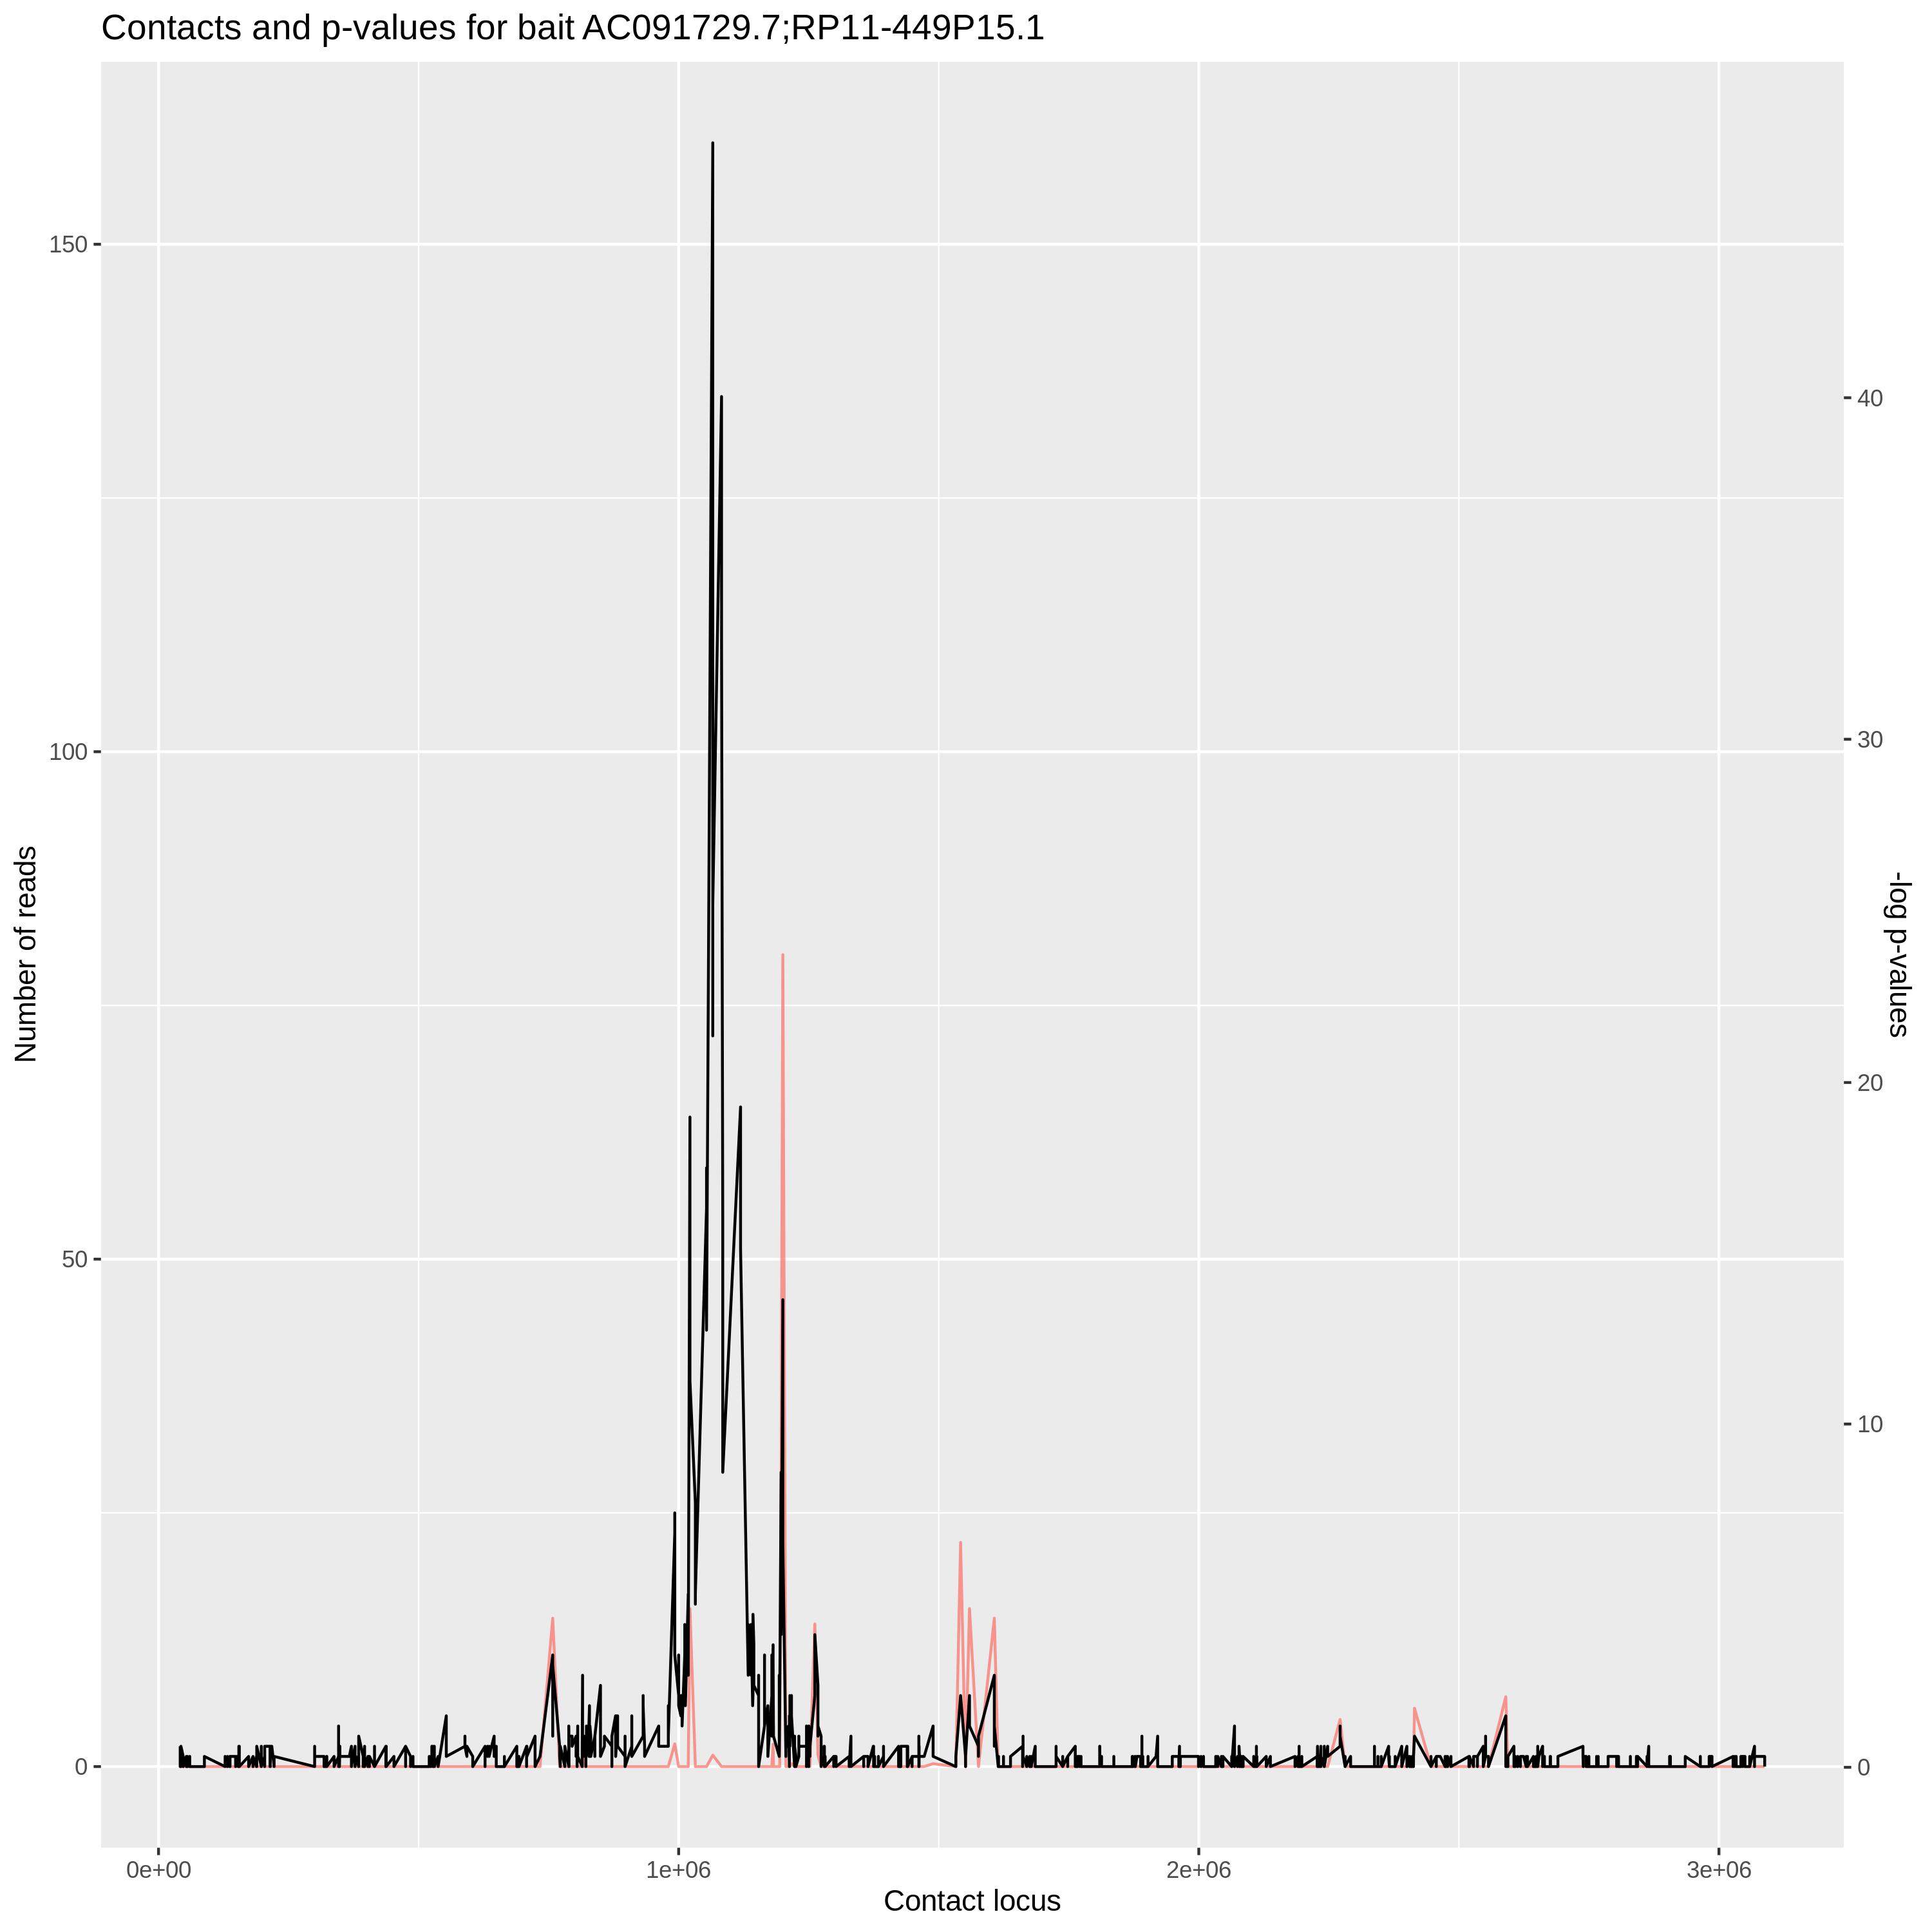 Contacts and p-values for bait AC091729.7;RP11-449P15.1
150
100
50
0
Number of reads
40
30
20
10
0
-log p-values
0e+00
1e+06
2e+06
3e+06
Contact locus